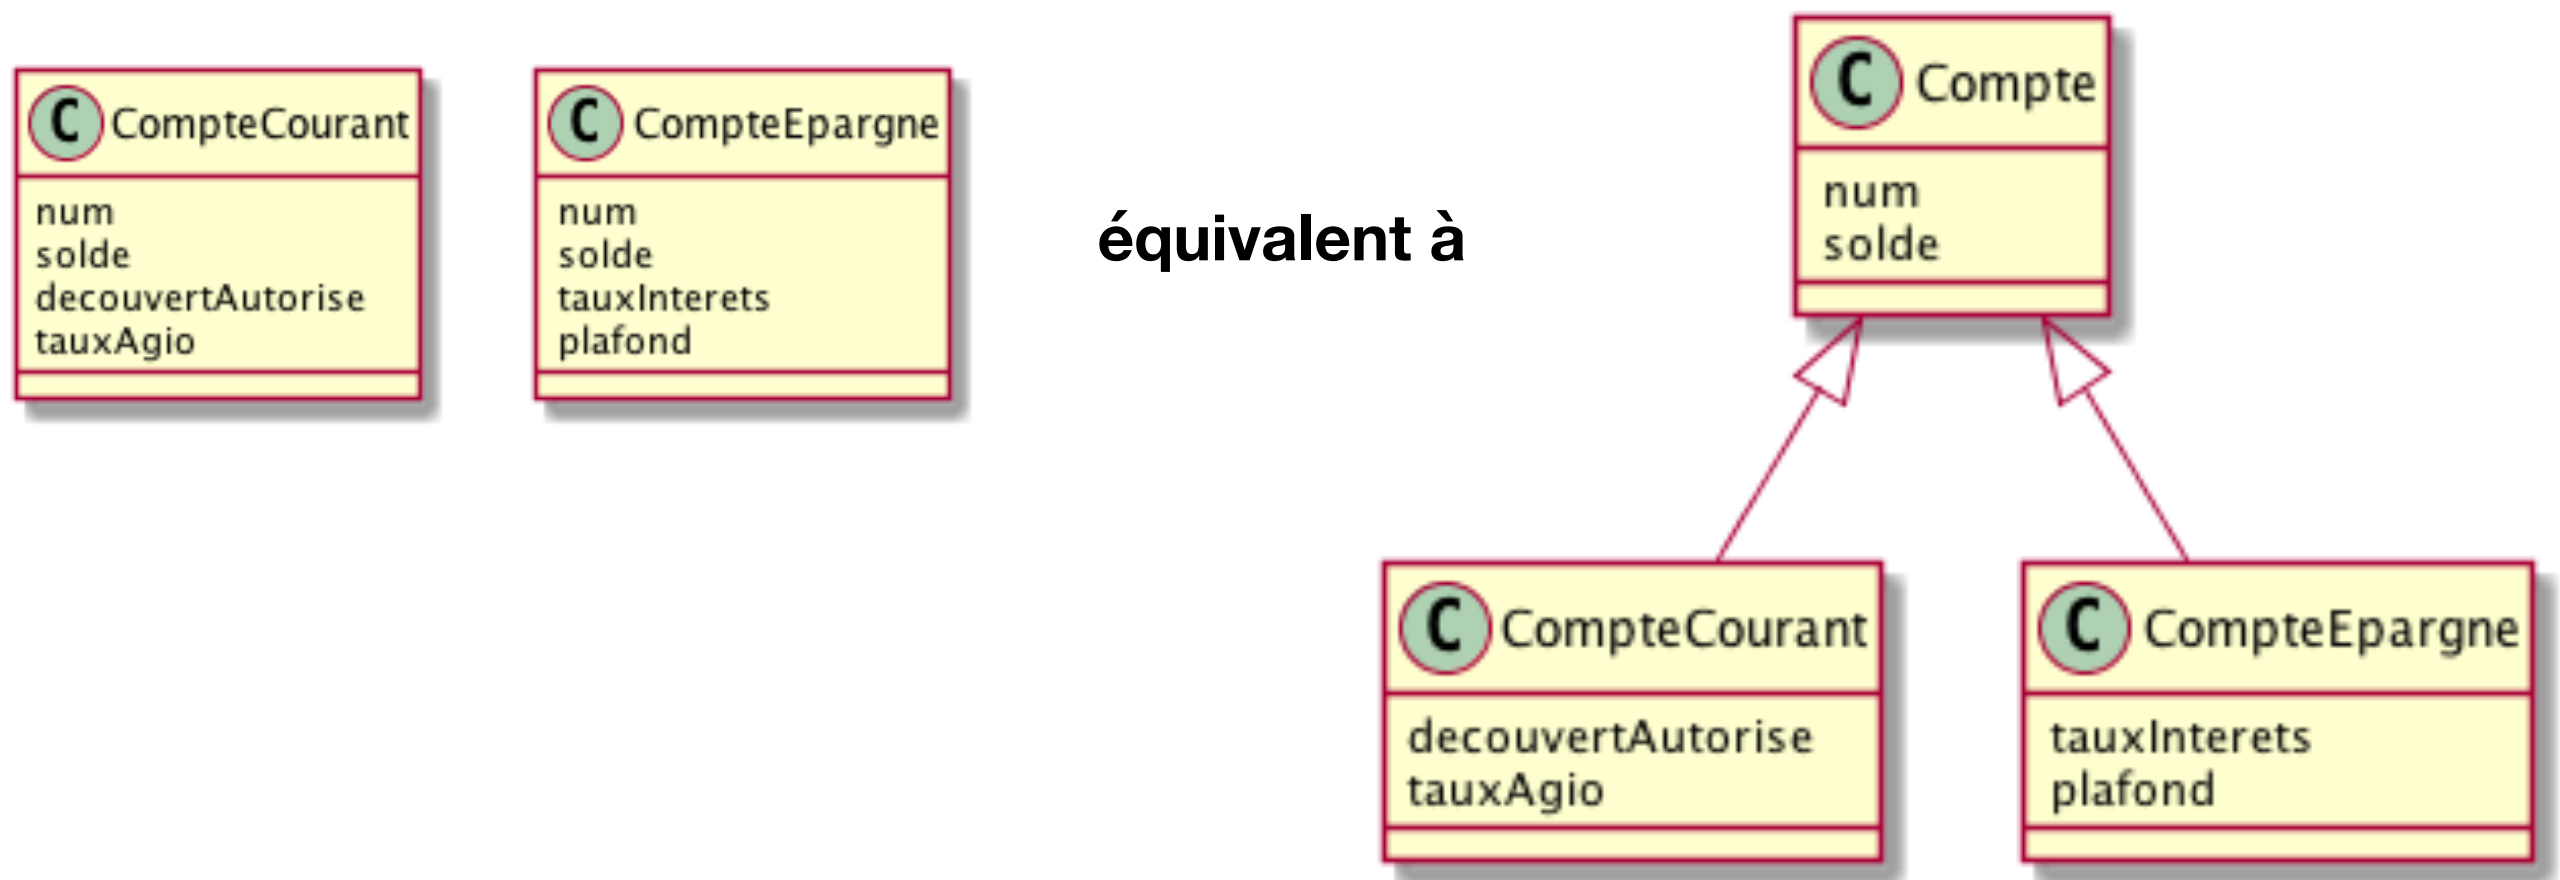 C CompteCourant
num
solde
decouvertAutorise
tauxAgio
C CompteEpargne
num
solde
tauxInterets
plafond
équivalent à
C Compte
num
solde
C CompteCourant
decouvertAutorise
tauxAgio
C CompteEpargne
tauxInterets
plafond